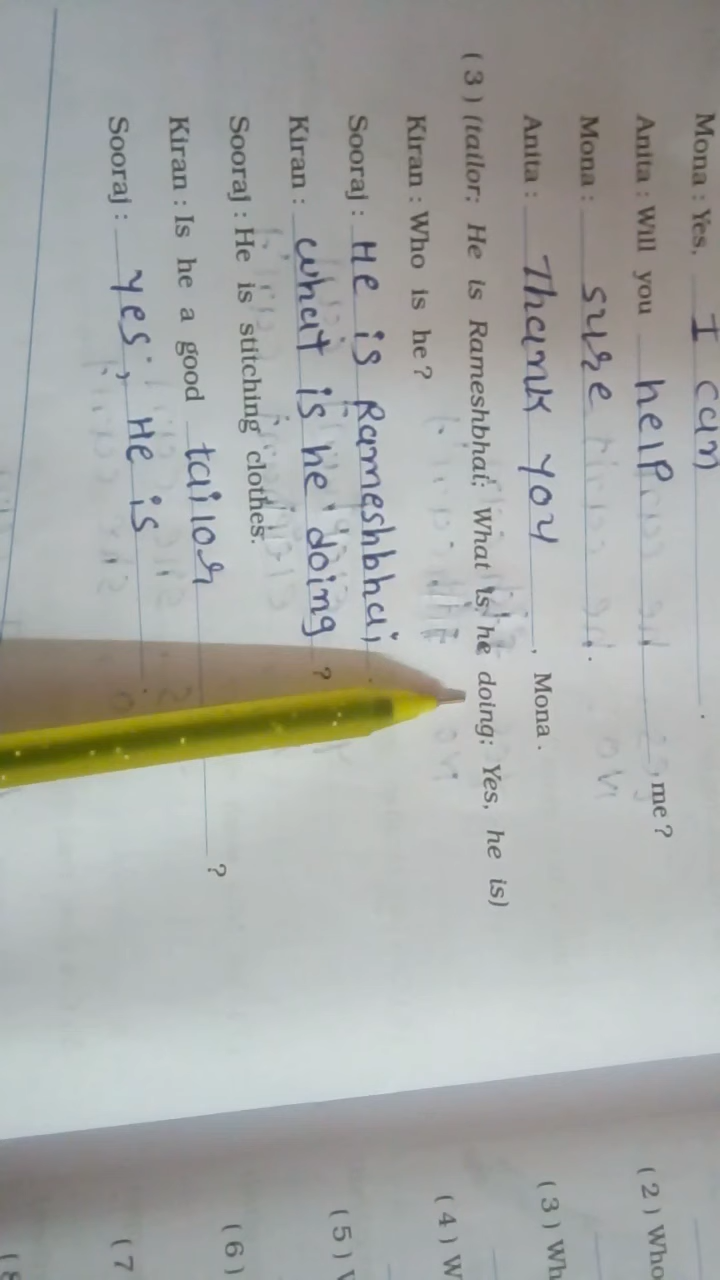 Mona : Yes, I can .
Anita : Will you help , me ?
Mona : sure .
Anita : Thank you , Mona .
( 3 ) (tailor; He is Rameshbhai; What is he doing; Yes, he is)
Kiran : Who is he ?
Sooraj : He is Rameshbhai .
Kiran : what is he doing ?
Sooraj : He is stitching clothes.
Kiran : Is he a good tailor ?
Sooraj : yes, He is .
( 2 ) Who
( 3 ) Wh
( 4 ) W
( 5 )
( 6 )
( 7